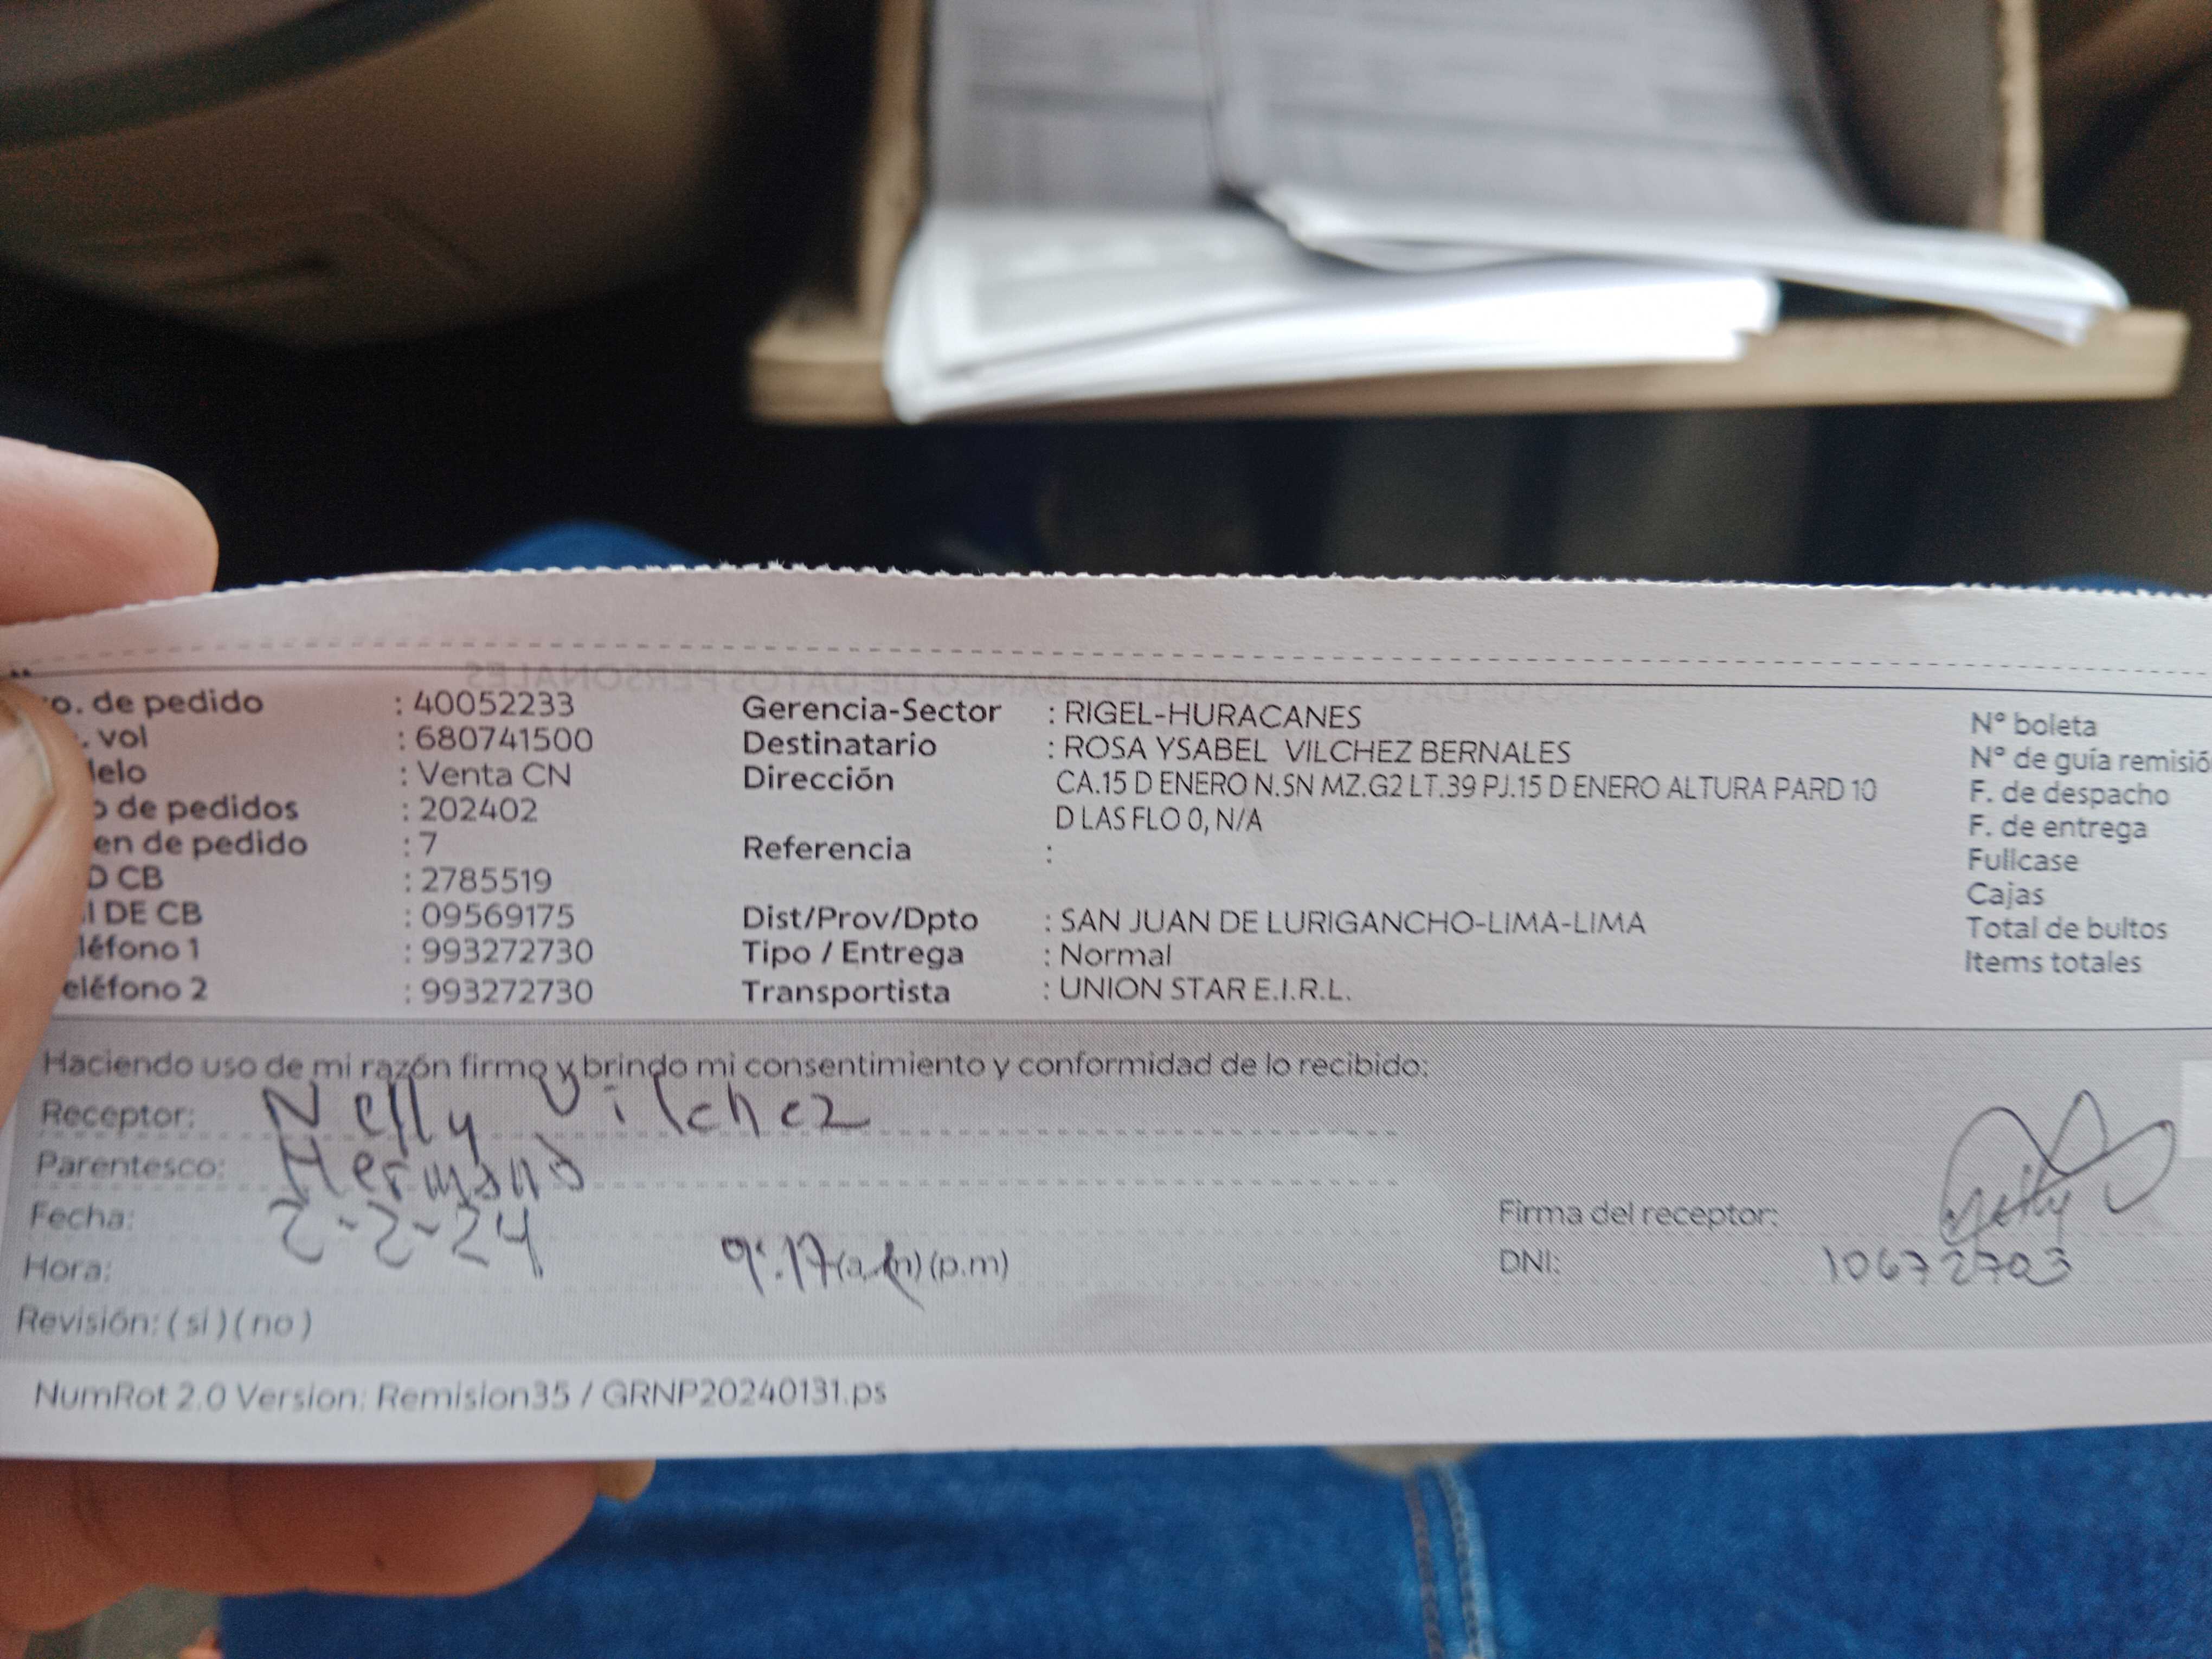 o. de pedido : 40052233
. vol : 680741500
delo : Venta CN
o de pedidos : 202402
en de pedido : 7
D CB : 2785519
I DE CB : 09569175
léfono 1 : 993272730
eléfono 2 : 993272730
Gerencia-Sector : RIGEL-HURACANES
Destinatario : ROSA YSABEL VILCHEZ BERNALES
Dirección CA.15 D ENERO N.SN MZ.G2 LT.39 PJ.15 D ENERO ALTURA PARD 10
D LAS FLO 0, N/A
Referencia :
Dist/Prov/Dpto : SAN JUAN DE LURIGANCHO-LIMA-LIMA
Tipo / Entrega : Normal
Transportista : UNION STAR E.I.R.L.
N° boleta
N° de guía remisió
F. de despacho
F. de entrega
Fullcase
Cajas
Total de bultos
Items totales
Haciendo uso de mi razón firmo y brindo mi consentimiento y conformidad de lo recibido:
Receptor: Nelly Vilchez
Parentesco: Hermana
Fecha: 2-2-24
Hora: 9:17 (a.m) (p.m)
Revisión: ( si ) ( no )
Firma del receptor: Nelly
DNI: 10672703
NumRot 2.0 Version: Remision35 / GRNP20240131.ps